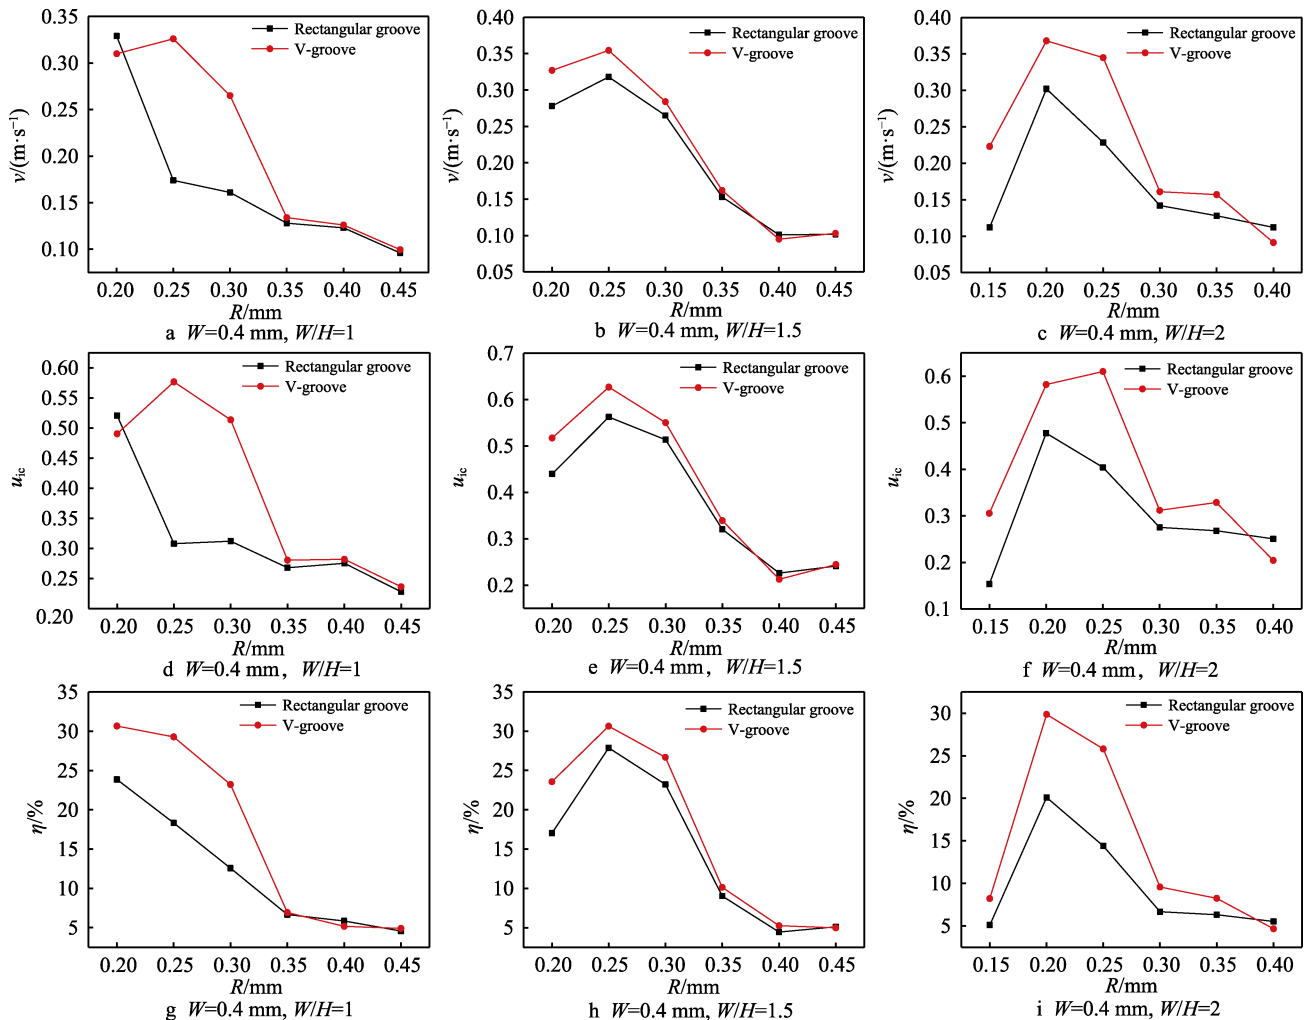 0.35
0.30
0.25
0.20
0.15
0.10
v/(m·s⁻¹)
Rectangular groove
V-groove
0.20 0.25 0.30 0.35 0.40 0.45
R/mm
a W=0.4 mm, W/H=1
0.40
0.35
0.30
0.25
0.20
0.15
0.10
0.05
v/(m·s⁻¹)
Rectangular groove
V-groove
0.20 0.25 0.30 0.35 0.40 0.45
R/mm
b W=0.4 mm, W/H=1.5
0.40
0.35
0.30
0.25
0.20
0.15
0.10
0.05
v/(m·s⁻¹)
Rectangular groove
V-groove
0.15 0.20 0.25 0.30 0.35 0.40
R/mm
c W=0.4 mm, W/H=2
0.60
0.55
0.50
0.45
0.40
0.35
0.30
0.25
0.20
u_ic
Rectangular groove
V-groove
0.20 0.25 0.30 0.35 0.40 0.45
R/mm
d W=0.4 mm, W/H=1
0.7
0.6
0.5
0.4
0.3
0.2
u_ic
Rectangular groove
V-groove
0.20 0.25 0.30 0.35 0.40 0.45
R/mm
e W=0.4 mm, W/H=1.5
0.6
0.5
0.4
0.3
0.2
0.1
u_ic
Rectangular groove
V-groove
0.15 0.20 0.25 0.30 0.35 0.40
R/mm
f W=0.4 mm, W/H=2
35
30
25
20
15
10
5
η/%
Rectangular groove
V-groove
0.20 0.25 0.30 0.35 0.40 0.45
R/mm
g W=0.4 mm, W/H=1
35
30
25
20
15
10
5
η/%
Rectangular groove
V-groove
0.20 0.25 0.30 0.35 0.40 0.45
R/mm
h W=0.4 mm, W/H=1.5
30
25
20
15
10
5
η/%
Rectangular groove
V-groove
0.15 0.20 0.25 0.30 0.35 0.40
R/mm
i W=0.4 mm, W/H=2